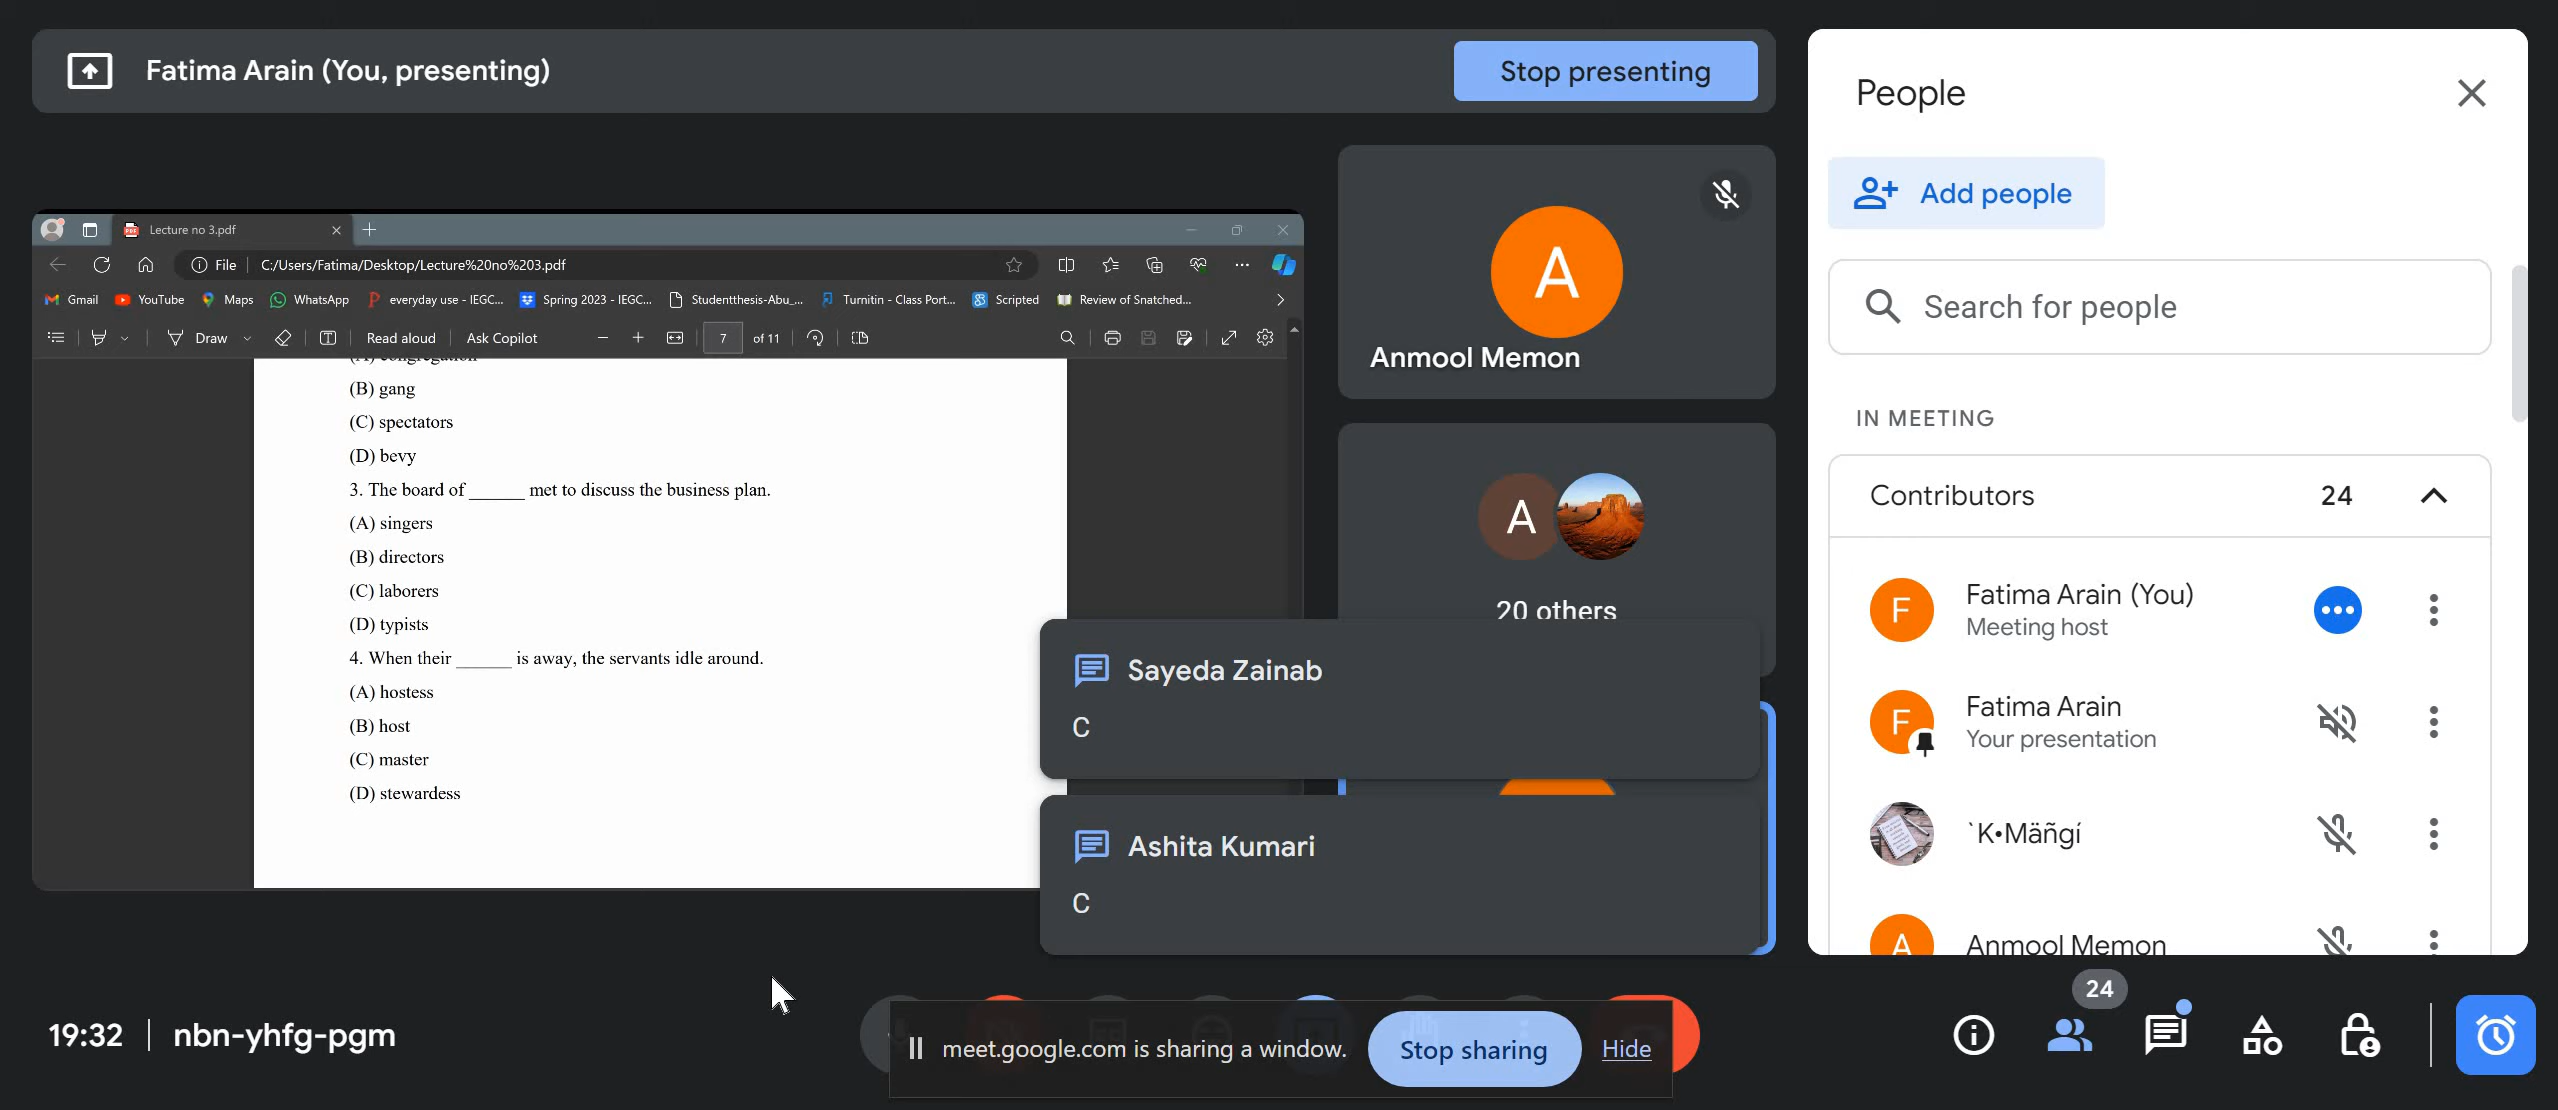 Fatima Arain (You, presenting)
Stop presenting
Lecture no 3.pdf
File
C:/Users/Fatima/Desktop/Lecture%20no%203.pdf
Gmail
YouTube
Maps
WhatsApp
everyday use - IEGC...
Spring 2023 - IEGC...
Studentthesis-Abu_...
Turnitin - Class Port...
Scripted
Review of Snatched...
Draw
Read aloud
Ask Copilot
7
of 11
(A) congregation
(B) gang
(C) spectators
(D) bevy
3. The board of ______ met to discuss the business plan.
(A) singers
(B) directors
(C) laborers
(D) typists
4. When their ______ is away, the servants idle around.
(A) hostess
(B) host
(C) master
(D) stewardess
A
Anmool Memon
A
20 others
Sayeda Zainab
C
Ashita Kumari
C
People
Add people
Search for people
IN MEETING
Contributors
24
F
Fatima Arain (You)
Meeting host
F
Fatima Arain
Your presentation
`K•Mäñgí
A
Anmool Memon
19:32
nbn-yhfg-pgm
meet.google.com is sharing a window.
Stop sharing
Hide
24